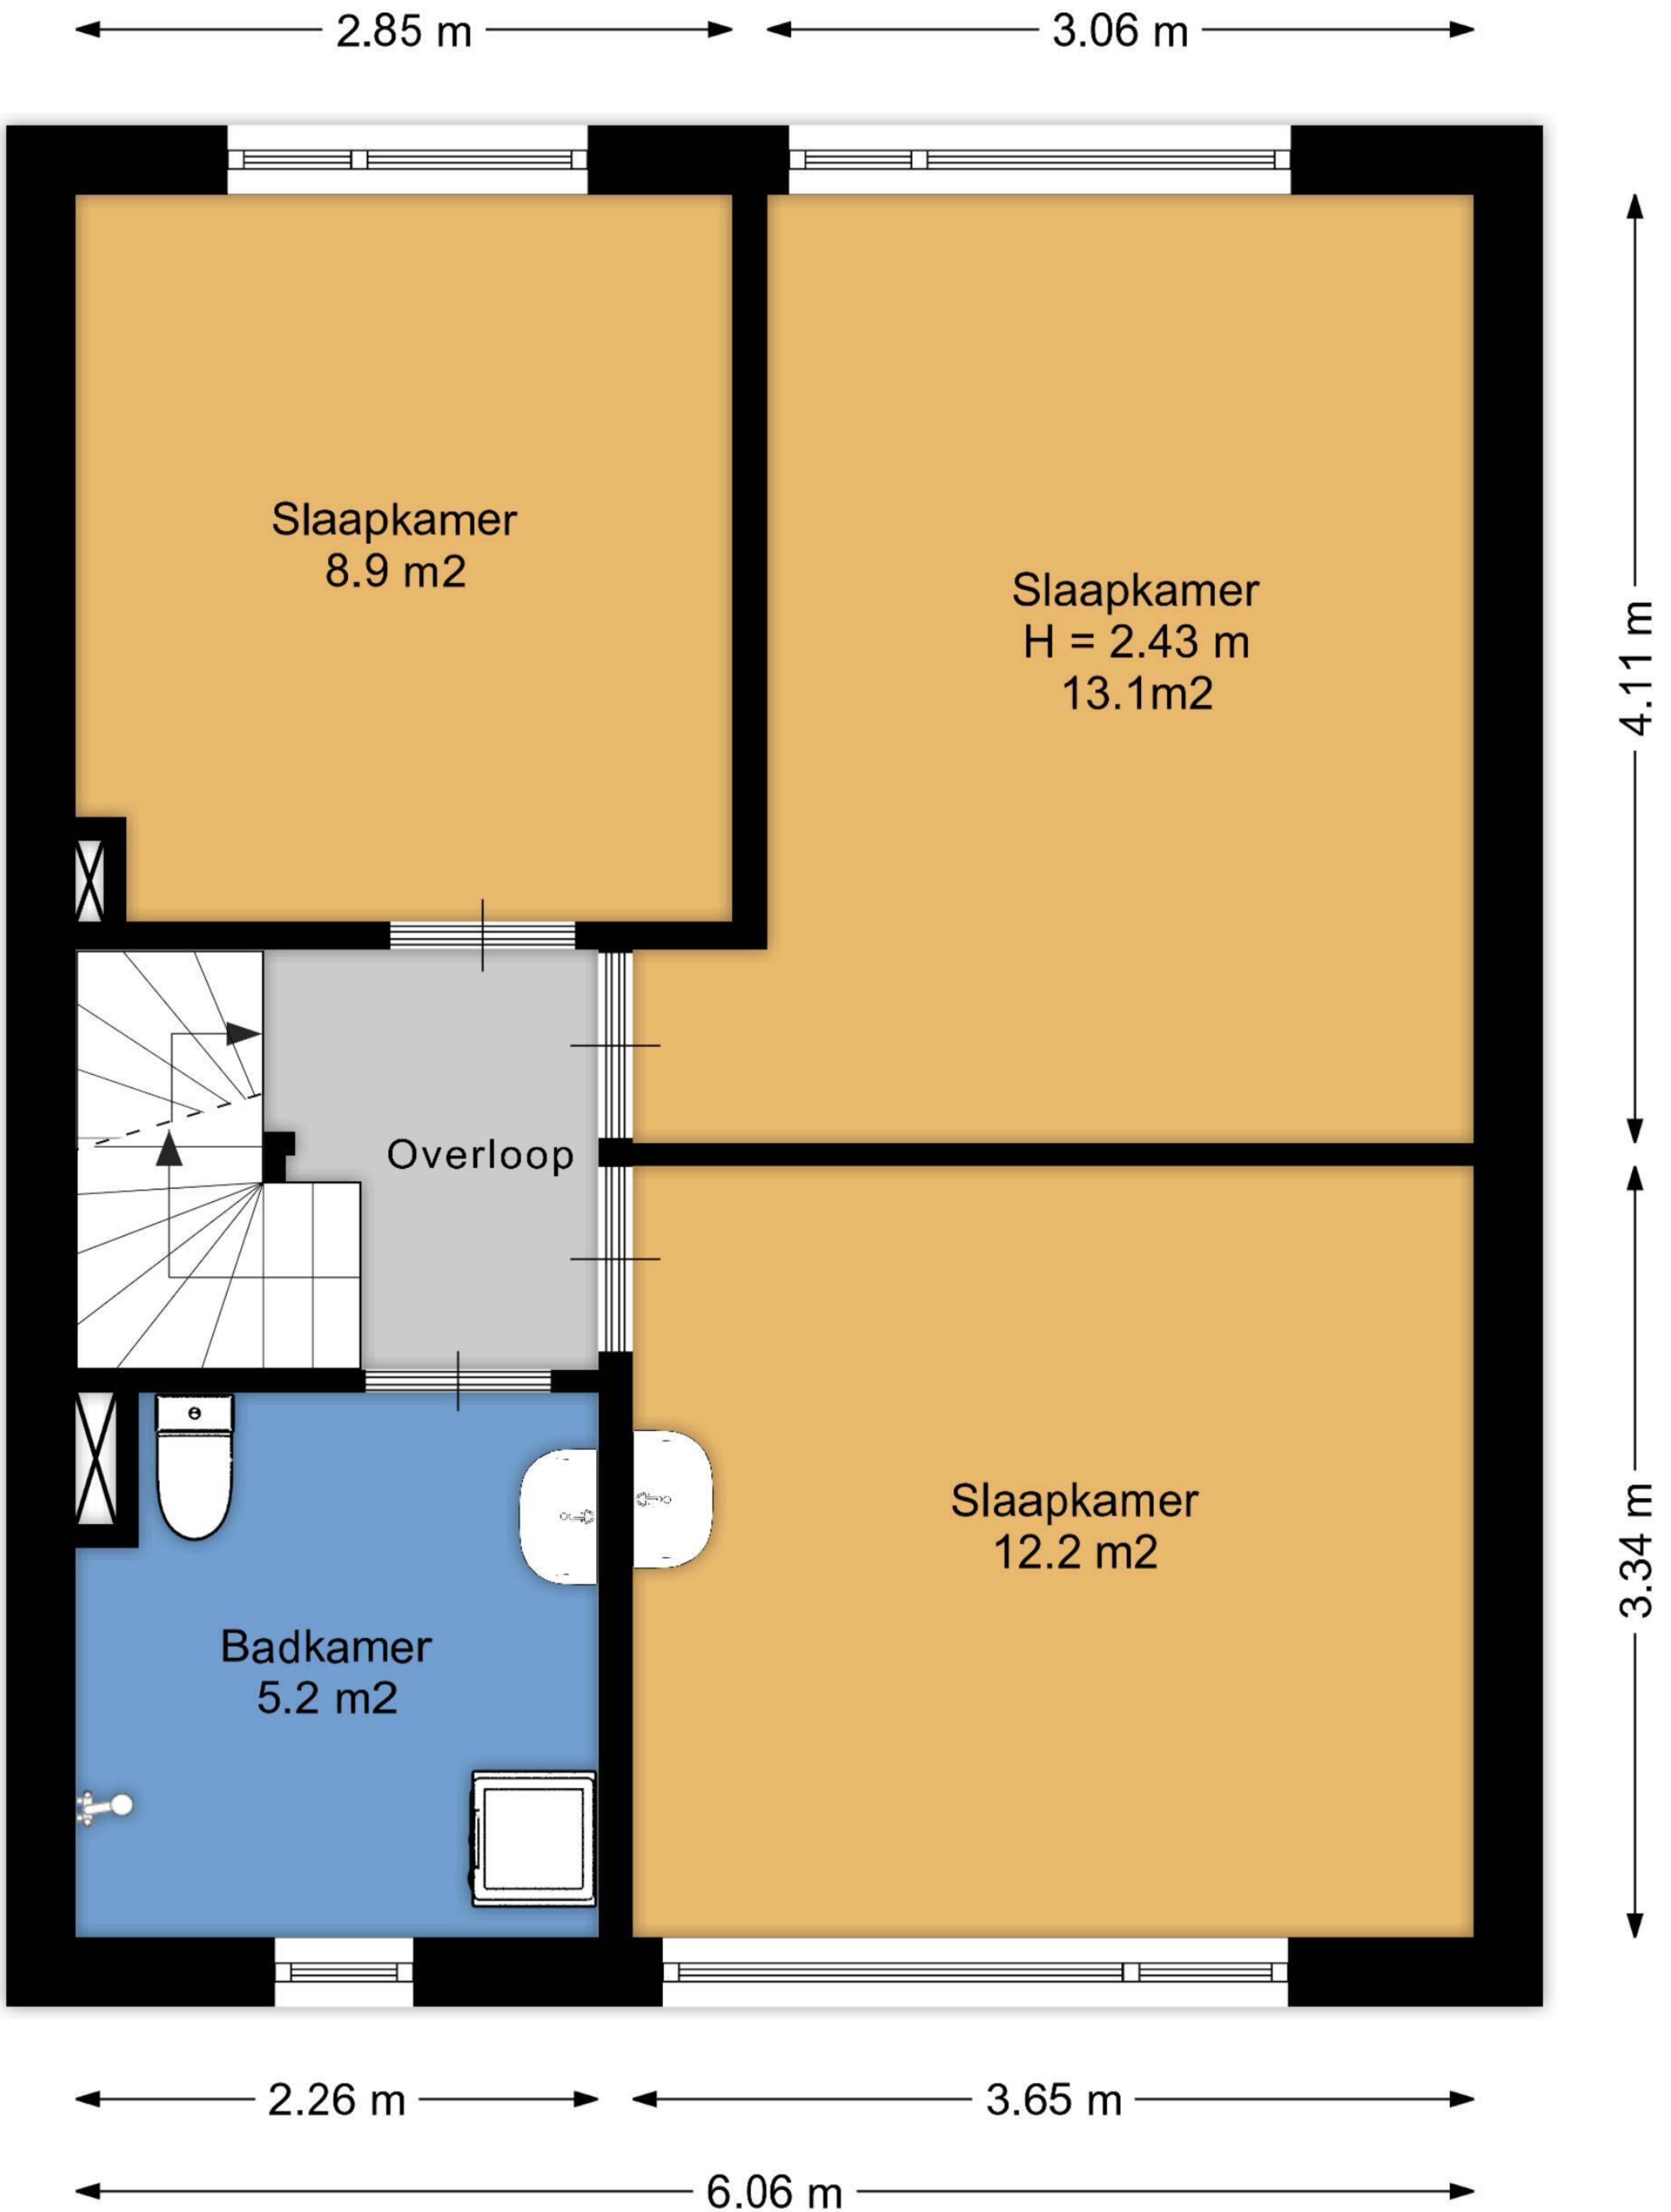 2.85 m
3.06 m
Slaapkamer
8.9 m2
Slaapkamer
H = 2.43 m
13.1m2
4.11 m
Overloop
Slaapkamer
12.2 m2
3.34 m
Badkamer
5.2 m2
2.26 m
3.65 m
6.06 m